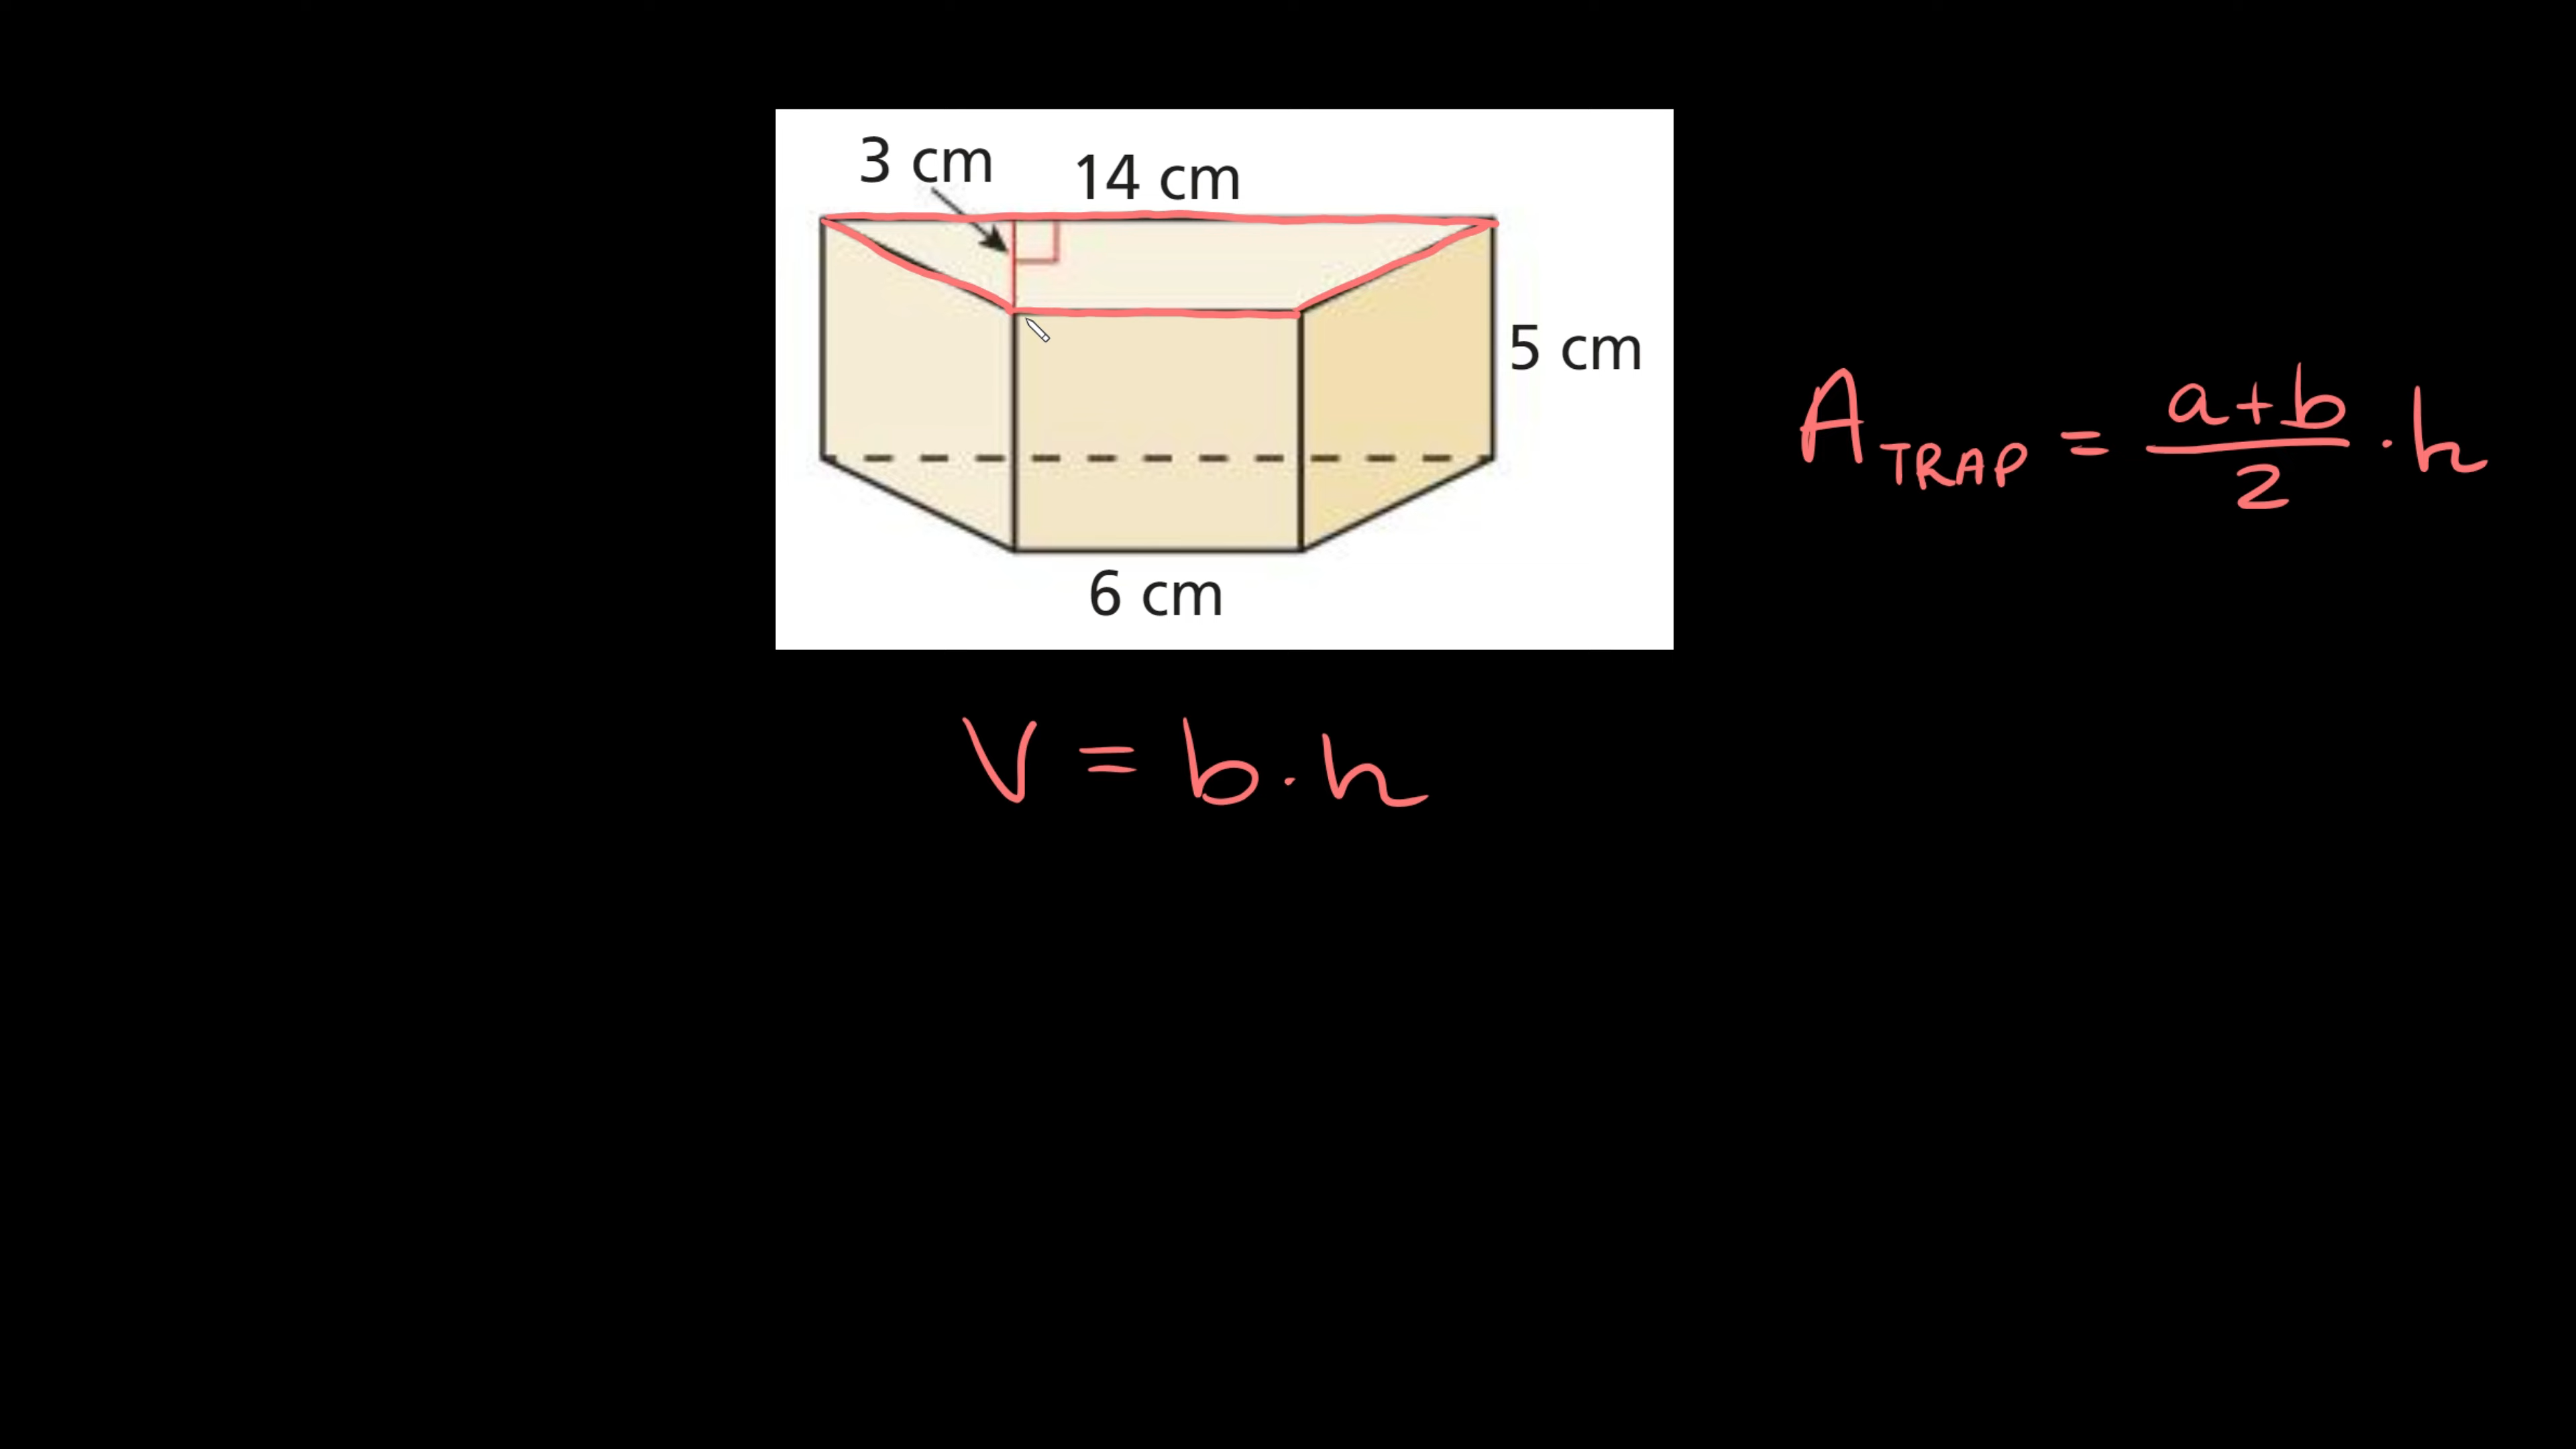 3 cm
14 cm
5 cm
A TRAP = a+b/2 · h
6 cm
V = b · h